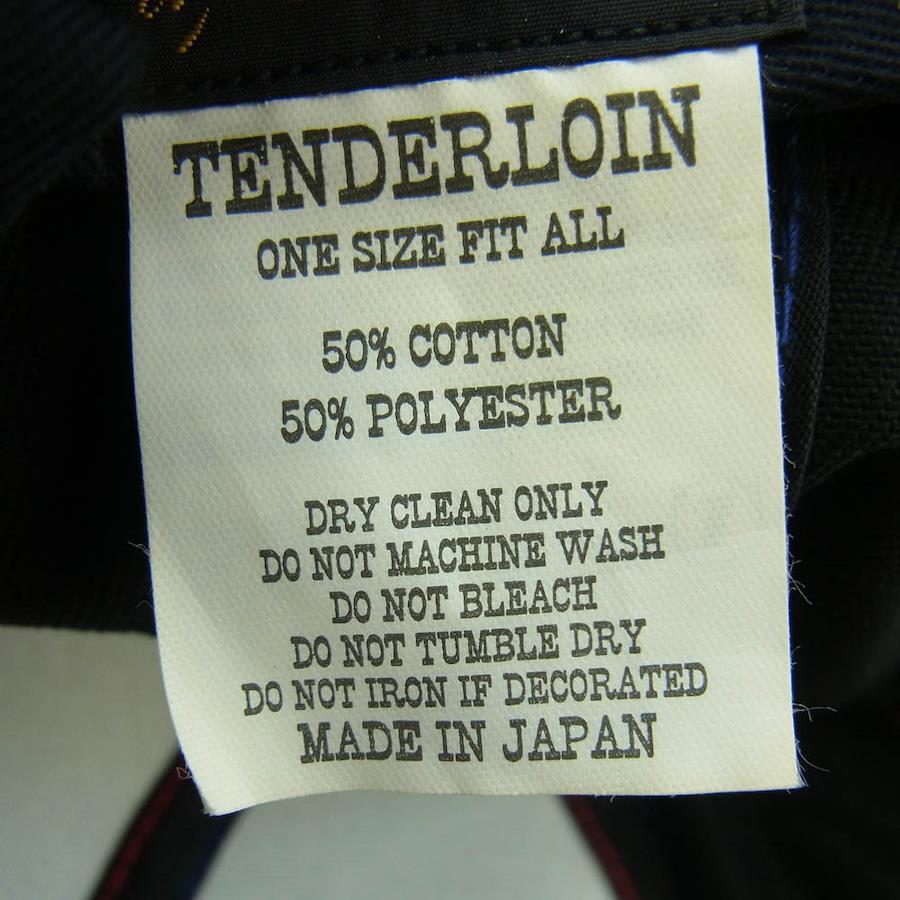 TENDERLOIN
ONE SIZE FIT ALL
50% COTTON
50% POLYESTER
DRY CLEAN ONLY
DO NOT MACHINE WASH
DO NOT BLEACH
DO NOT TUMBLE DRY
DO NOT IRON IF DECORATED
MADE IN JAPAN